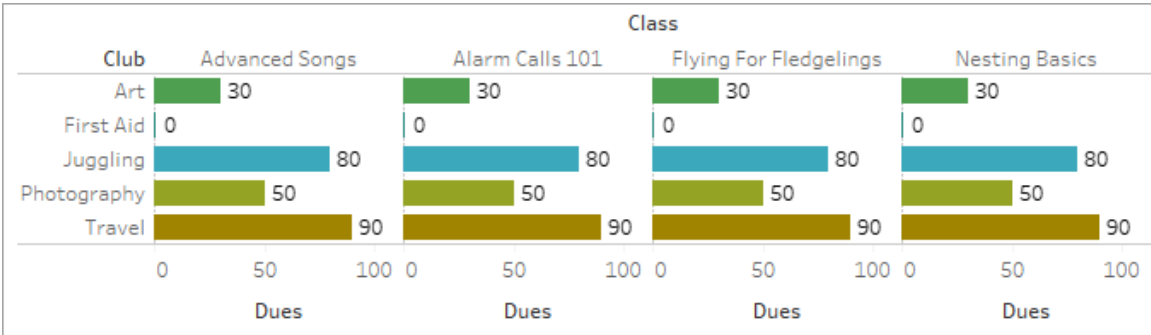 Class
Club Advanced Songs Alarm Calls 101 Flying For Fledgelings Nesting Basics
Art 30 30 30 30
First Aid 0 0 0 0
Juggling 80 80 80 80
Photography 50 50 50 50
Travel 90 90 90 90
0 50 100 0 50 100 0 50 100 0 50 100
Dues Dues Dues Dues